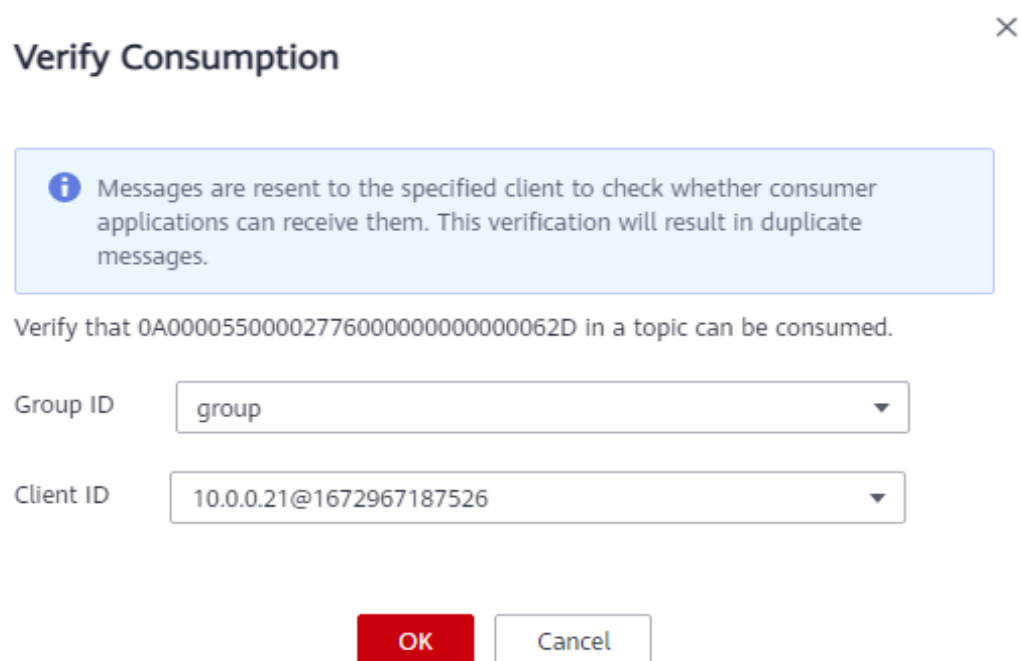 Verify Consumption
Messages are resent to the specified client to check whether consumer
applications can receive them. This verification will result in duplicate
messages.
Verify that 0A00005500002776000000000000062D in a topic can be consumed.
Group ID group
Client ID 10.0.0.21@1672967187526
OK Cancel